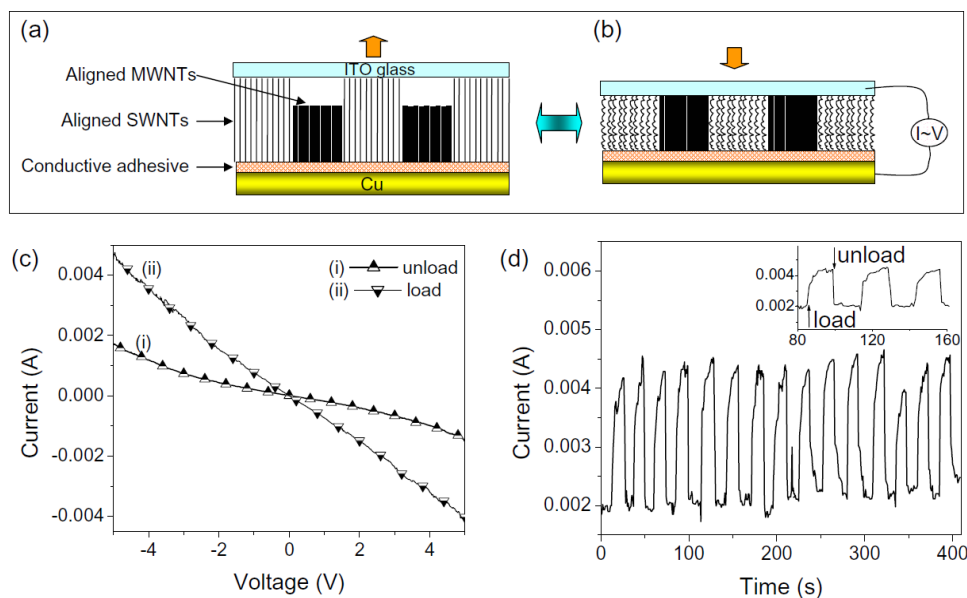 (a)
(b)
Aligned MWNTs
ITO glass
Aligned SWNTs
I~V
Conductive adhesive
Cu
(c)
(i) unload
(ii) load
(ii)
(i)
0.004
0.002
0.000
-0.002
-0.004
Current (A)
-4 -2 0 2 4
Voltage (V)
(d)
0.006
0.005
0.004
0.003
0.002
Current (A)
0 100 200 300 400
Time (s)
unload
0.004
0.002
load
80 120 160